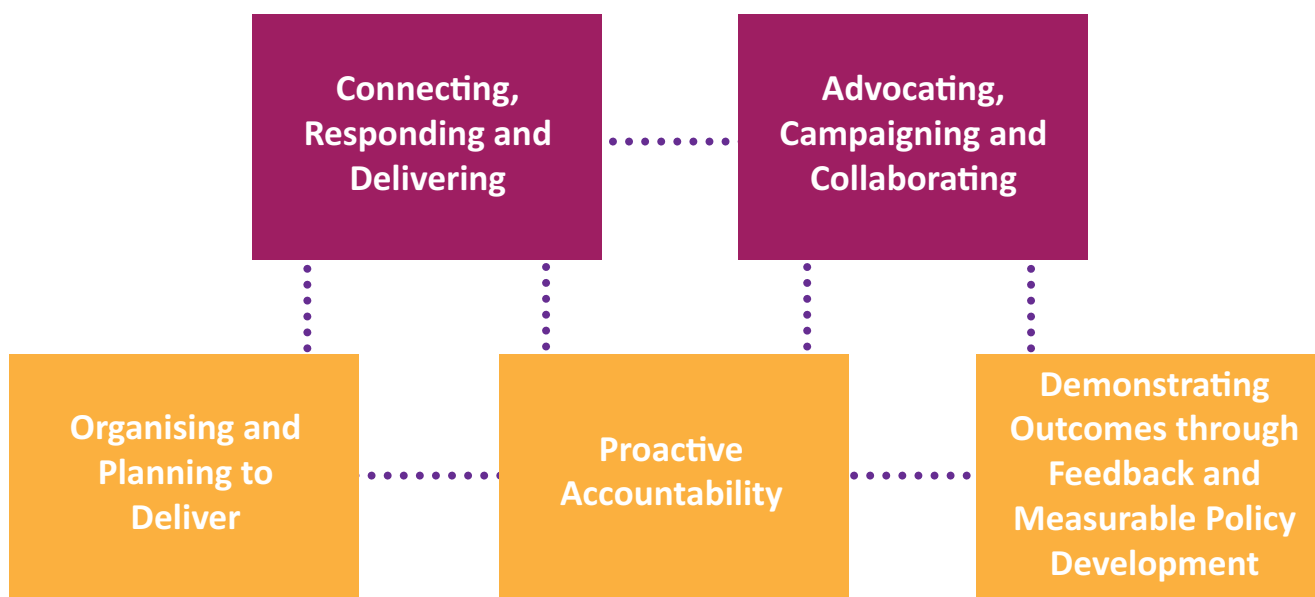 Connecting,
Responding and
Delivering
Advocating,
Campaigning and
Collaborating
Organising and
Planning to
Deliver
Proactive
Accountability
Demonstrating
Outcomes through
Feedback and
Measurable Policy
Development